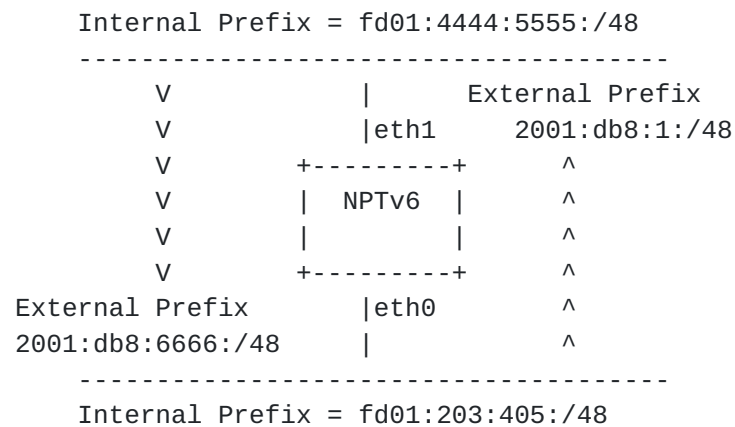 Internal Prefix = fd01:4444:5555:/48
--------------------------------------
V | External Prefix
V |eth1 2001:db8:1:/48
V +---------+ ^
V | NPTv6 | ^
V | | ^
V +---------+ ^
External Prefix |eth0 ^
2001:db8:6666:/48 | ^
--------------------------------------
Internal Prefix = fd01:203:405:/48